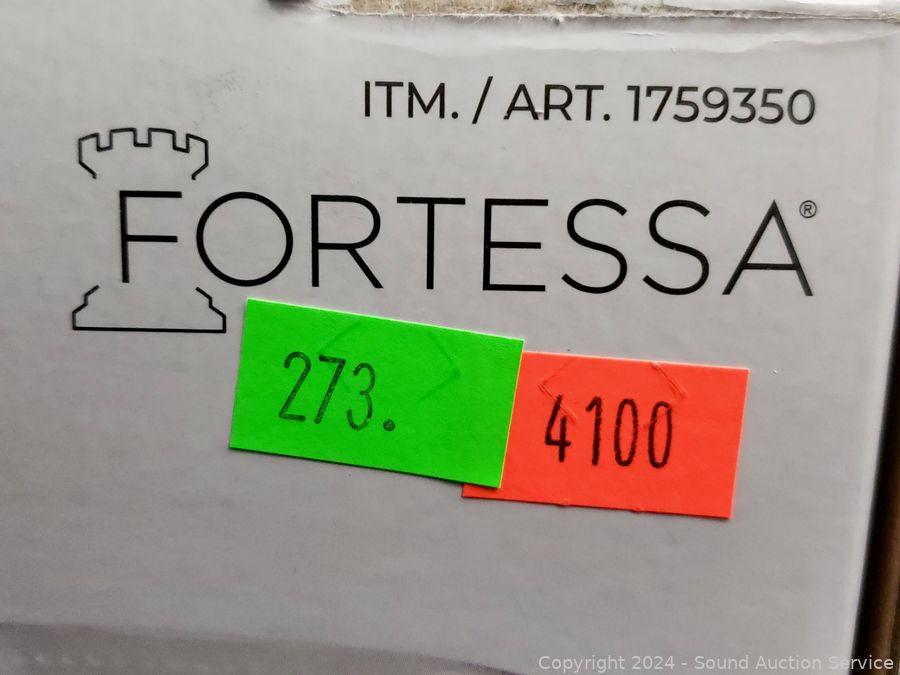 ITM. / ART. 1759350
FORTESSA®
273.
4100
Copyright 2024 - Sound Auction Service